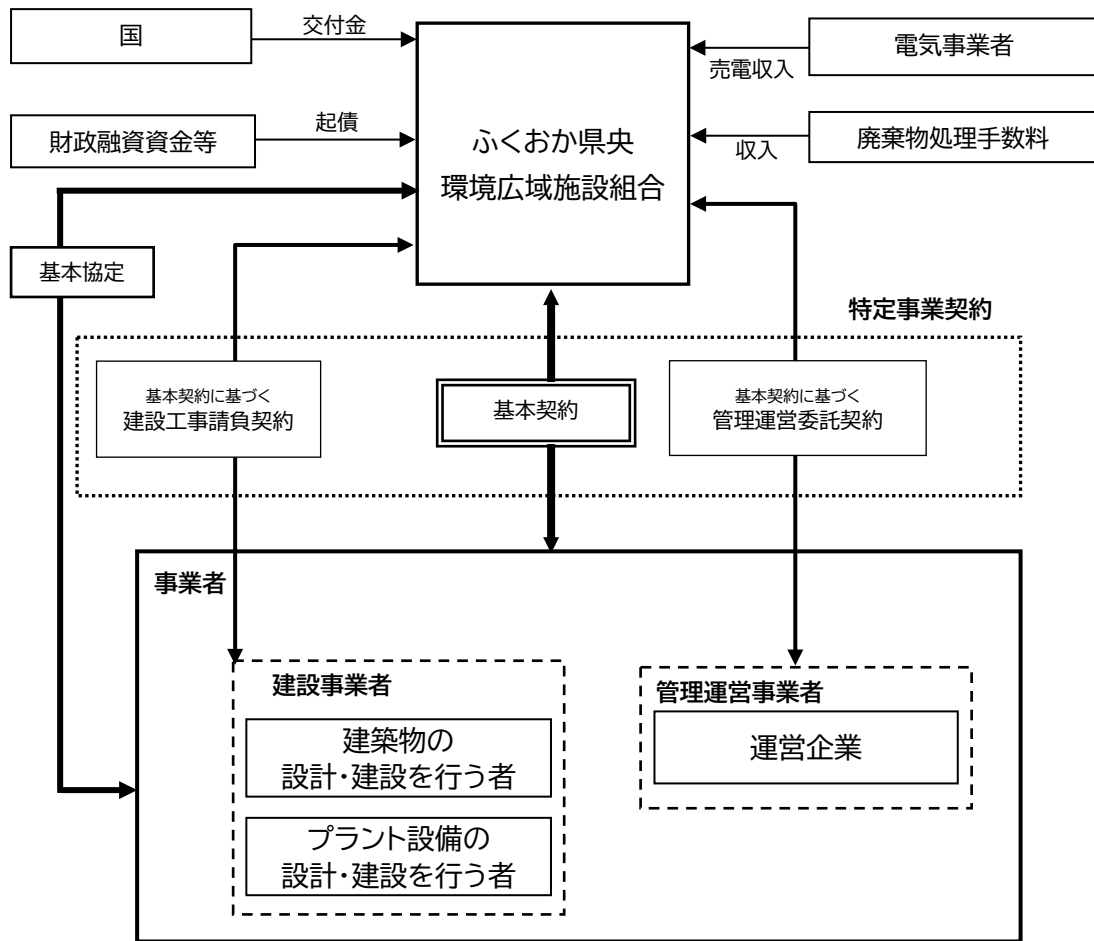 国
交付金
電気事業者
売電収入
財政融資資金等
起債
ふくおか県央
環境広域施設組合
収入
廃棄物処理手数料
基本協定
特定事業契約
基本契約に基づく
建設工事請負契約
基本契約
基本契約に基づく
管理運営委託契約
事業者
建設事業者
建築物の
設計・建設を行う者
プラント設備の
設計・建設を行う者
管理運営事業者
運営企業